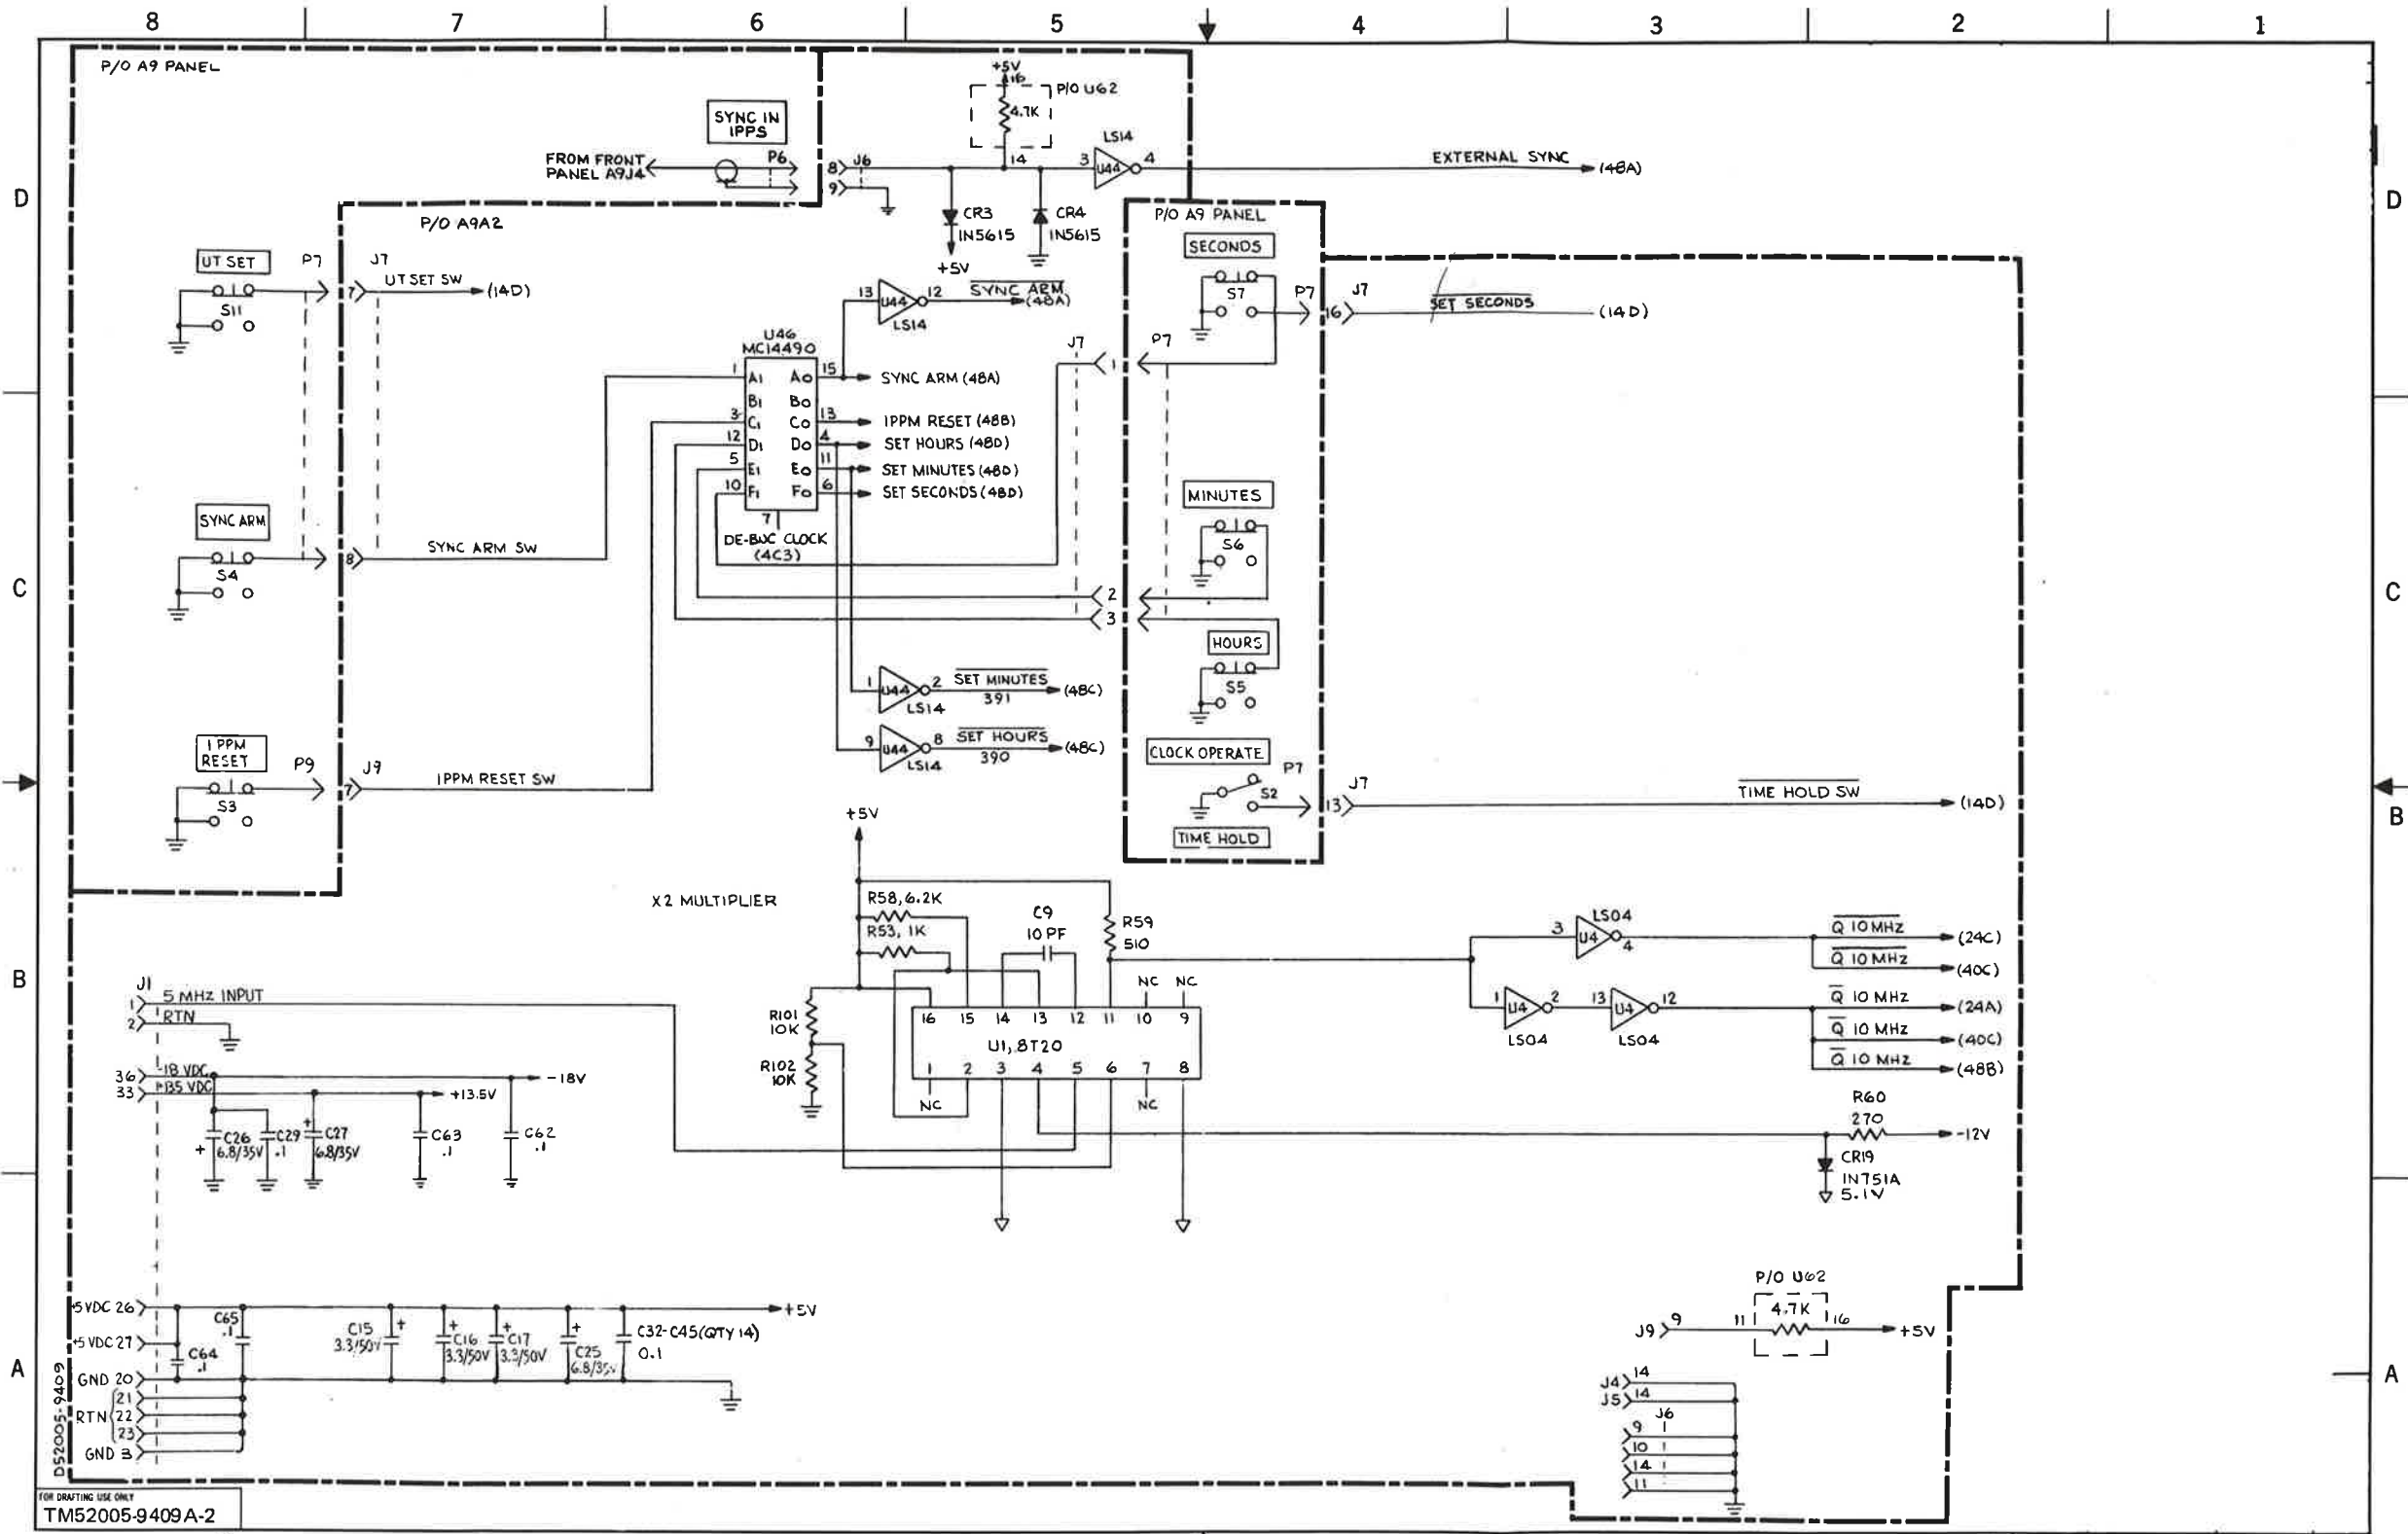 8 7 6 5 4 3 2 1
P/O A9 PANEL
SYNC IN
1PPS
FROM FRONT
PANEL A9J4
P6
8
9
J6
+5V
16
P/O U62
4.7K
14
3
U44
4
LS14
EXTERNAL SYNC
(48A)
CR3
IN5615
+5V
CR4
IN5615
D
D
P/O A9A2
UT SET
P7
J7
S11
7
UT SET SW
(14D)
13
U44
12
LS14
SYNC ARM
(48A)
P/O A9 PANEL
SECONDS
S7
P7
J7
16
SET SECONDS
(14D)
J7
P7
1
U46
MC14490
1 A1 AO 15
SYNC ARM (48A)
B1 BO
3 C1 CO 13
1PPM RESET (48B)
12 D1 DO 4
SET HOURS (48D)
5 E1 EO 11
SET MINUTES (48D)
10 F1 FO 6
SET SECONDS (48D)
7
DE-BNC CLOCK
(4C3)
SYNC ARM
S4
8
SYNC ARM SW
MINUTES
S6
2
3
C
C
HOURS
S5
1 U44 2
LS14
SET MINUTES
391
(48C)
9 U44 8
LS14
SET HOURS
390
(48C)
1 PPM
RESET
S3
P9
J9
7
1PPM RESET SW
CLOCK OPERATE
S2
P7
J7
13
TIME HOLD SW
(14D)
TIME HOLD
B
B
+5V
X2 MULTIPLIER
R58, 6.2K
R53, 1K
C9
10 PF
R59
510
NC NC
R101
10K
R102
10K
16 15 14 13 12 11 10 9
U1, 8T20
1 2 3 4 5 6 7 8
NC
NC
3 U4 4
LS04
Q 10 MHZ
(24C)
Q 10 MHZ
(40C)
1 U4 2
LS04
13 U4 12
LS04
Q 10 MHZ
(24A)
Q 10 MHZ
(40C)
Q 10 MHZ
(48B)
R60
270
-12V
CR19
IN751A
5.1V
J1
1 5 MHZ INPUT
2 RTN
36 -18 VDC
-18V
33 +135 VDC
+13.5V
+ C26
6.8/35V
C29
.1
+ C27
6.8/35V
C63
.1
C62
.1
+5 VDC 26
+5V
+5 VDC 27
C64
.1
C65
.1
C15
3.3/50V
+
C16
3.3/50V
+
C17
3.3/50V
+
C25
6.8/35V
+
C32-C45(QTY 14)
0.1
GND 20
RTN
21
22
23
GND 3
A
A
P/O U62
J9 9 11 4.7K 16 +5V
J4 14
J5 14
J6
9
10
14
11
D52005-9409
FOR DRAFTING USE ONLY
TM52005-9409A-2